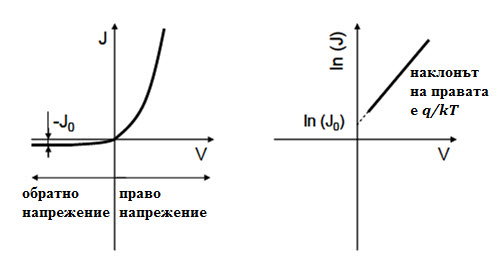 J
-J₀
V
обратно
напрежение
право
напрежение
ln (J)
наклонът
на правата
е q/kT
ln (J₀)
V